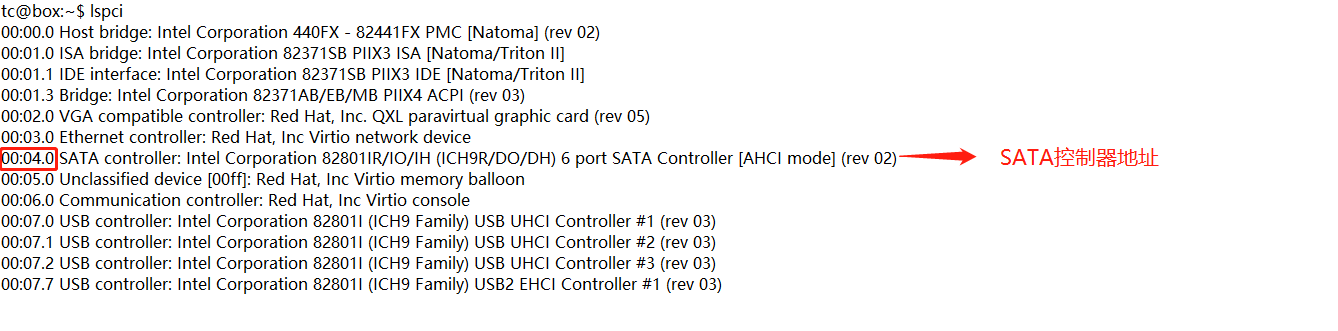 tc@box:~$ lspci
00:00.0 Host bridge: Intel Corporation 440FX - 82441FX PMC [Natoma] (rev 02)
00:01.0 ISA bridge: Intel Corporation 82371SB PIIX3 ISA [Natoma/Triton II]
00:01.1 IDE interface: Intel Corporation 82371SB PIIX3 IDE [Natoma/Triton II]
00:01.3 Bridge: Intel Corporation 82371AB/EB/MB PIIX4 ACPI (rev 03)
00:02.0 VGA compatible controller: Red Hat, Inc. QXL paravirtual graphic card (rev 05)
00:03.0 Ethernet controller: Red Hat, Inc Virtio network device
00:04.0 SATA controller: Intel Corporation 82801IR/IO/IH (ICH9R/DO/DH) 6 port SATA Controller [AHCI mode] (rev 02) SATA控制器地址
00:05.0 Unclassified device [00ff]: Red Hat, Inc Virtio memory balloon
00:06.0 Communication controller: Red Hat, Inc Virtio console
00:07.0 USB controller: Intel Corporation 82801I (ICH9 Family) USB UHCI Controller #1 (rev 03)
00:07.1 USB controller: Intel Corporation 82801I (ICH9 Family) USB UHCI Controller #2 (rev 03)
00:07.2 USB controller: Intel Corporation 82801I (ICH9 Family) USB UHCI Controller #3 (rev 03)
00:07.7 USB controller: Intel Corporation 82801I (ICH9 Family) USB2 EHCI Controller #1 (rev 03)